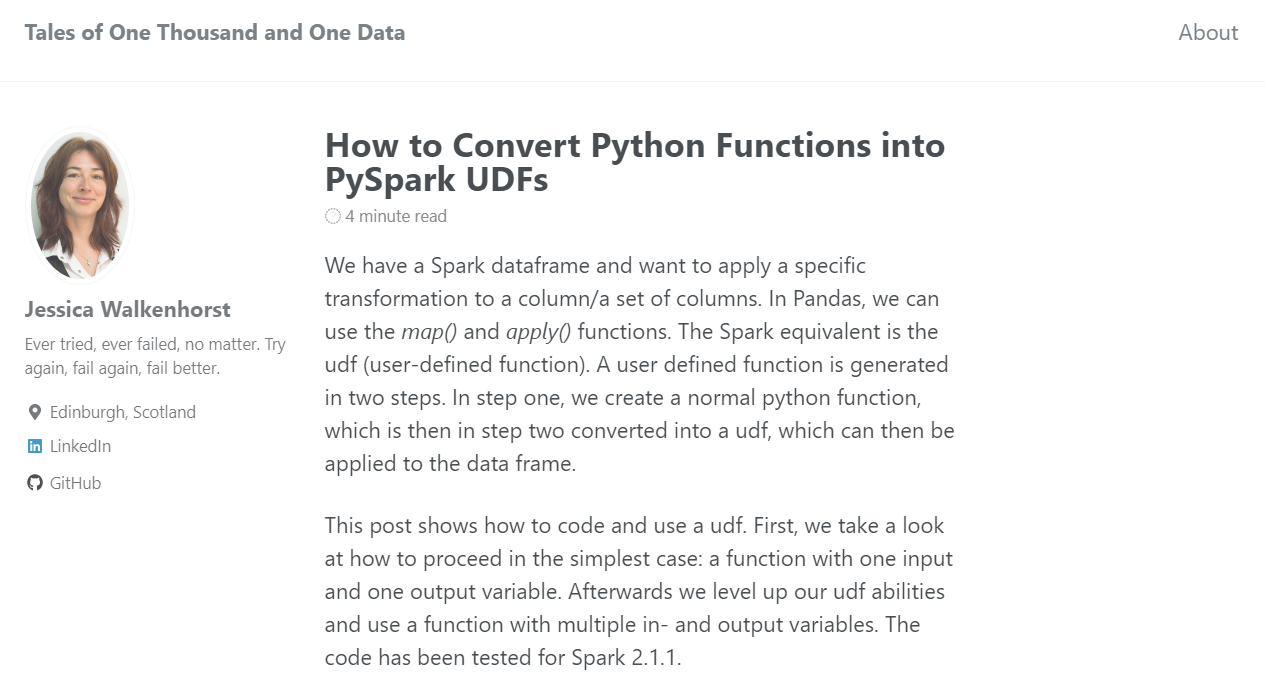 Tales of One Thousand and One Data
About
Jessica Walkenhorst
Ever tried, ever failed, no matter. Try
again, fail again, fail better.
Edinburgh, Scotland
LinkedIn
GitHub
How to Convert Python Functions into
PySpark UDFs
4 minute read
We have a Spark dataframe and want to apply a specific
transformation to a column/a set of columns. In Pandas, we can
use the map() and apply() functions. The Spark equivalent is the
udf (user-defined function). A user defined function is generated
in two steps. In step one, we create a normal python function,
which is then in step two converted into a udf, which can then be
applied to the data frame.
This post shows how to code and use a udf. First, we take a look
at how to proceed in the simplest case: a function with one input
and one output variable. Afterwards we level up our udf abilities
and use a function with multiple in- and output variables. The
code has been tested for Spark 2.1.1.